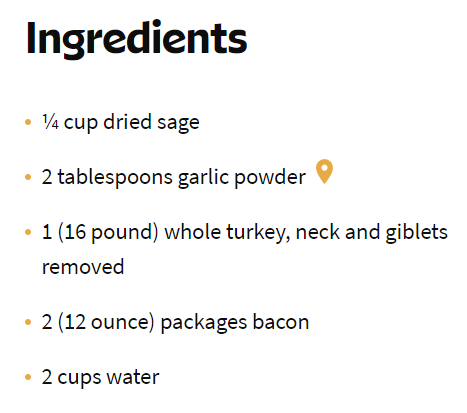 Ingredients
¼ cup dried sage
2 tablespoons garlic powder
1 (16 pound) whole turkey, neck and giblets
removed
2 (12 ounce) packages bacon
2 cups water